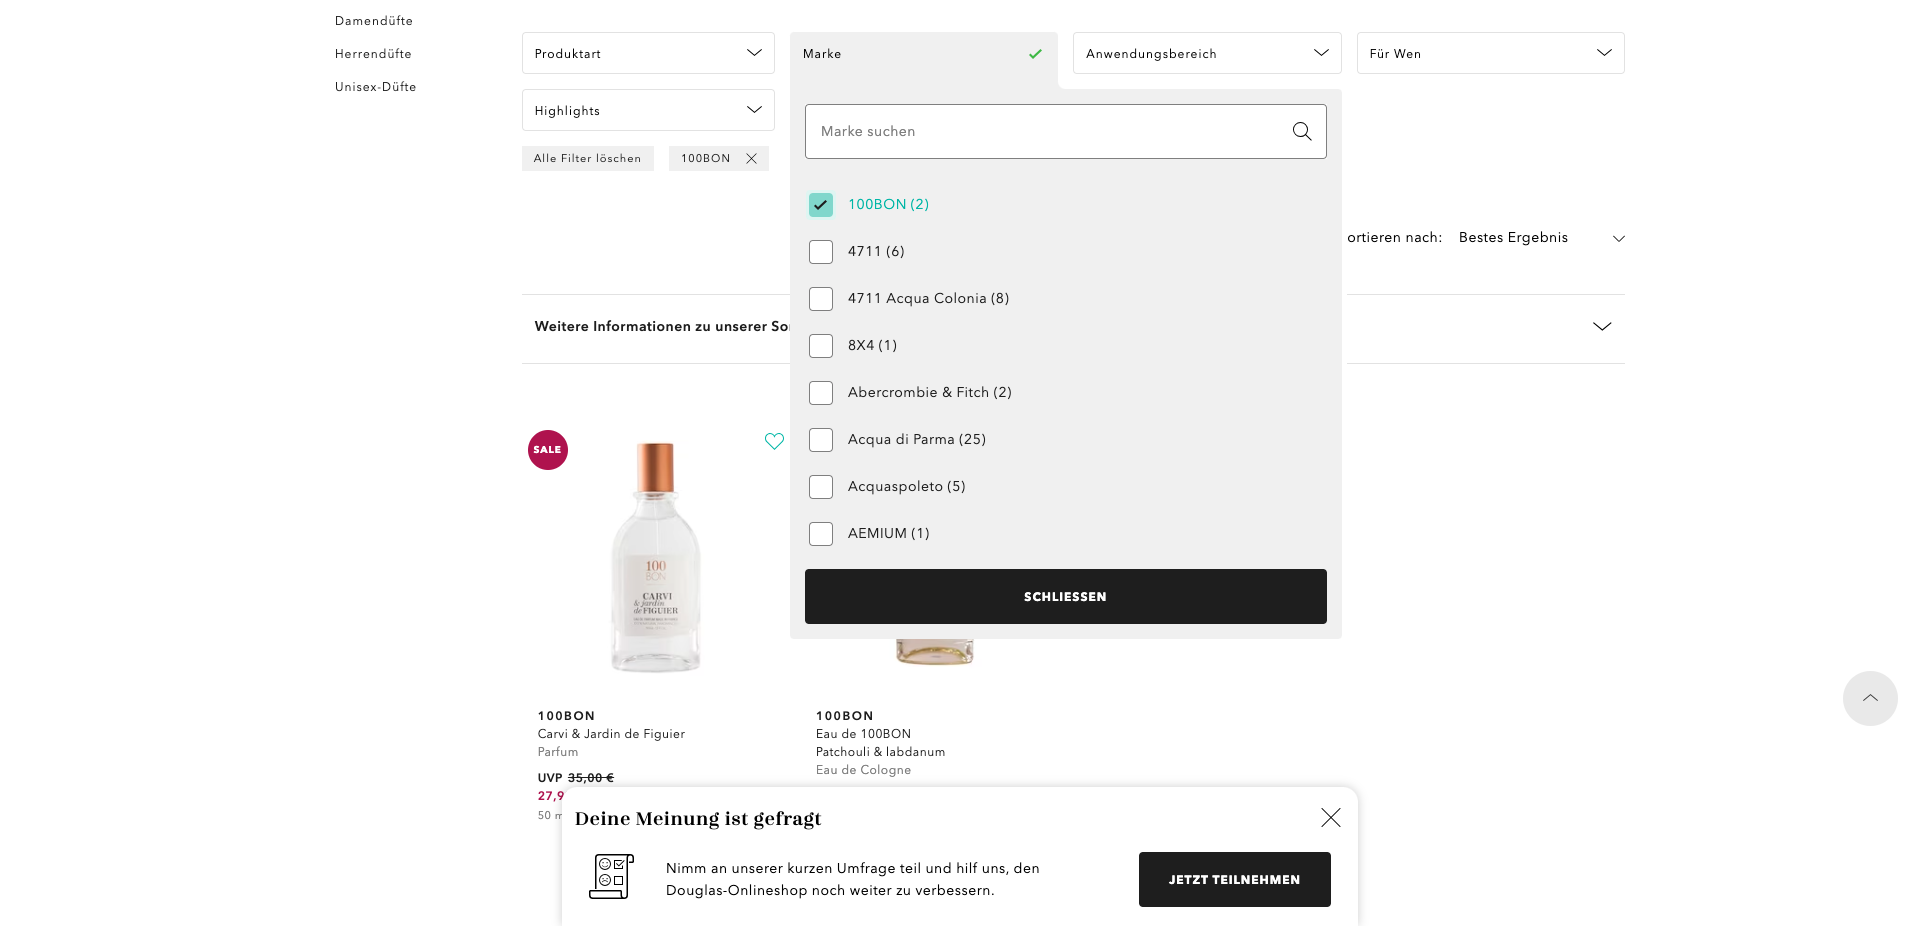 Damendüfte
Herrendüfte
Unisex-Düfte
Produktart
Marke
Anwendungsbereich
Für Wen
Highlights
Marke suchen
Alle Filter löschen
100BON
100BON (2)
4711 (6)
4711 Acqua Colonia (8)
8X4 (1)
Abercrombie & Fitch (2)
Acqua di Parma (25)
Acquaspoleto (5)
AEMIUM (1)
SCHLIESSEN
ortieren nach: Bestes Ergebnis
Weitere Informationen zu unserer
SALE
100
BON
CARVI
& jardin
de FIGUIER
100BON
Carvi & Jardin de Figuier
Parfum
UVP 35,00 €
27,9
50 m
100BON
Eau de 100BON
Patchouli & labdanum
Eau de Cologne
Deine Meinung ist gefragt
Nimm an unserer kurzen Umfrage teil und hilf uns, den
Douglas-Onlineshop noch weiter zu verbessern.
JETZT TEILNEHMEN